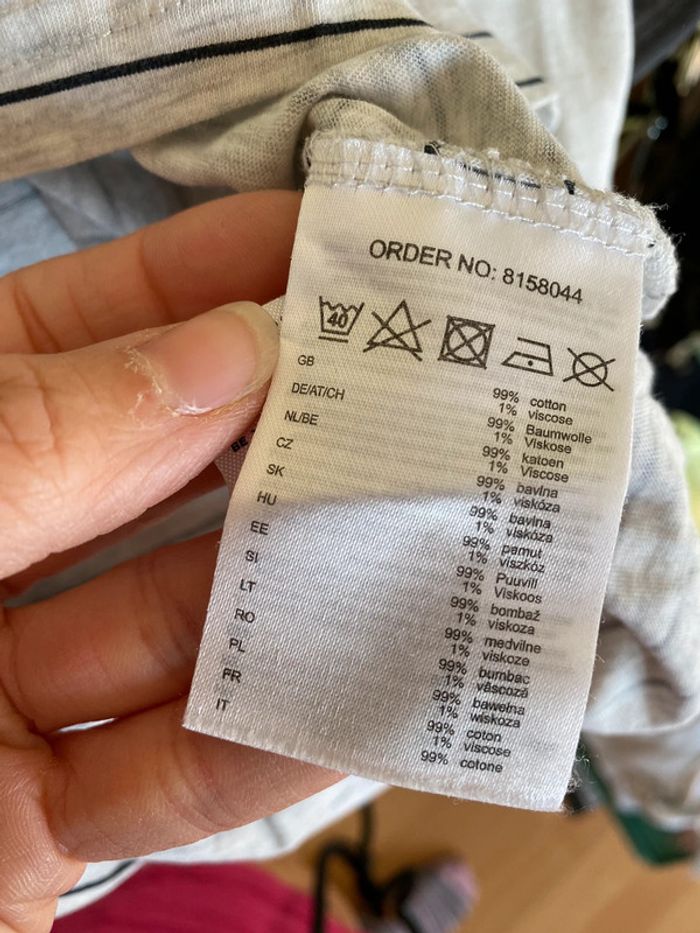 ORDER NO: 8158044
40
GB 99% cotton
1% viscose
DE/AT/CH 99% Baumwolle
1% Viskose
NL/BE 99% katoen
1% Viscose
CZ 99% bavlna
1% viskóza
SK 99% bavlna
1% viskóza
HU 99% pamut
1% viszkóz
EE 99% Puuvill
1% Viskoos
SI 99% bombaž
1% viskoza
LT 99% medvilne
1% viskoze
RO 99% bumbac
1% vâscoză
PL 99% bawełna
1% wiskoza
FR 99% coton
1% viscose
IT 99% cotone
BE